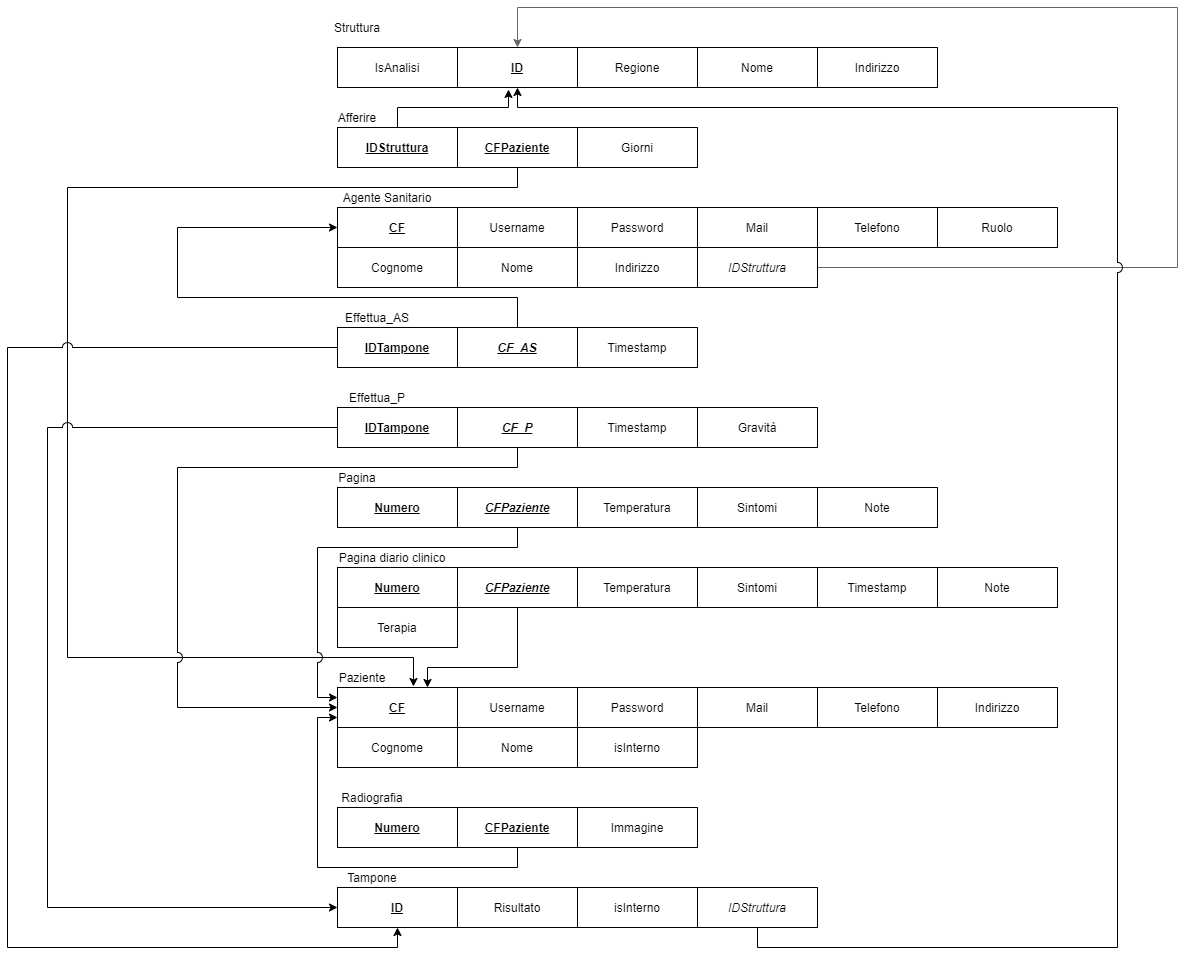 Struttura
IsAnalisi ID Regione Nome Indirizzo
Afferire
IDStruttura CFPaziente Giorni
Agente Sanitario
CF Username Password Mail Telefono Ruolo
Cognome Nome Indirizzo IDStruttura
Effettua_AS
IDTampone CF_AS Timestamp
Effettua_P
IDTampone CF_P Timestamp Gravità
Pagina
Numero CFPaziente Temperatura Sintomi Note
Pagina diario clinico
Numero CFPaziente Temperatura Sintomi Timestamp Note
Terapia
Paziente
CF Username Password Mail Telefono Indirizzo
Cognome Nome isInterno
Radiografia
Numero CFPaziente Immagine
Tampone
ID Risultato isInterno IDStruttura